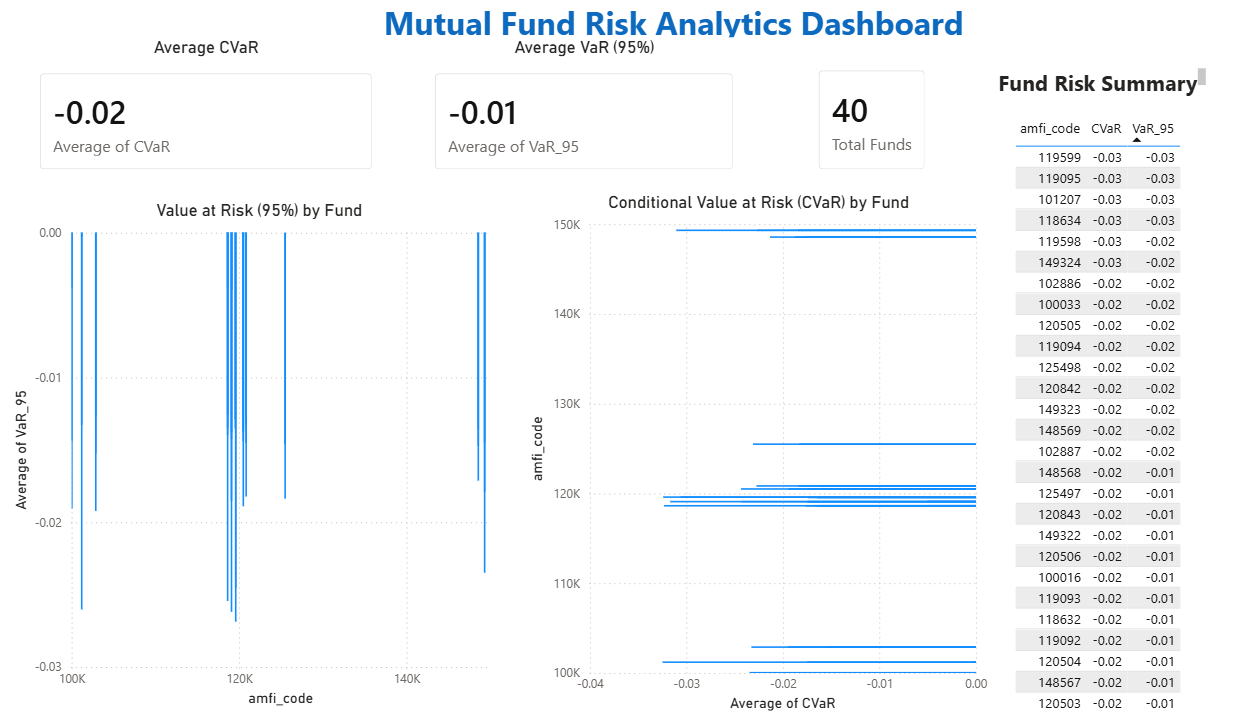 Mutual Fund Risk Analytics Dashboard
Average CVaR
-0.02
Average of CVaR
Average VaR (95%)
-0.01
Average of VaR_95
40
Total Funds
Value at Risk (95%) by Fund
Average of VaR_95
0.00
-0.01
-0.02
-0.03
100K 120K 140K
amfi_code
Conditional Value at Risk (CVaR) by Fund
amfi_code
150K
140K
130K
120K
110K
100K
-0.04 -0.03 -0.02 -0.01 0.00
Average of CVaR
Fund Risk Summary
amfi_code CVaR VaR_95
119599 -0.03 -0.03
119095 -0.03 -0.03
101207 -0.03 -0.03
118634 -0.03 -0.03
119598 -0.03 -0.02
149324 -0.03 -0.02
102886 -0.02 -0.02
100033 -0.02 -0.02
120505 -0.02 -0.02
119094 -0.02 -0.02
125498 -0.02 -0.02
120842 -0.02 -0.02
149323 -0.02 -0.02
148569 -0.02 -0.02
102887 -0.02 -0.02
148568 -0.02 -0.01
125497 -0.02 -0.01
120843 -0.02 -0.01
149322 -0.02 -0.01
120506 -0.02 -0.01
100016 -0.02 -0.01
119093 -0.02 -0.01
118632 -0.02 -0.01
119092 -0.02 -0.01
120504 -0.02 -0.01
148567 -0.02 -0.01
120503 -0.02 -0.01